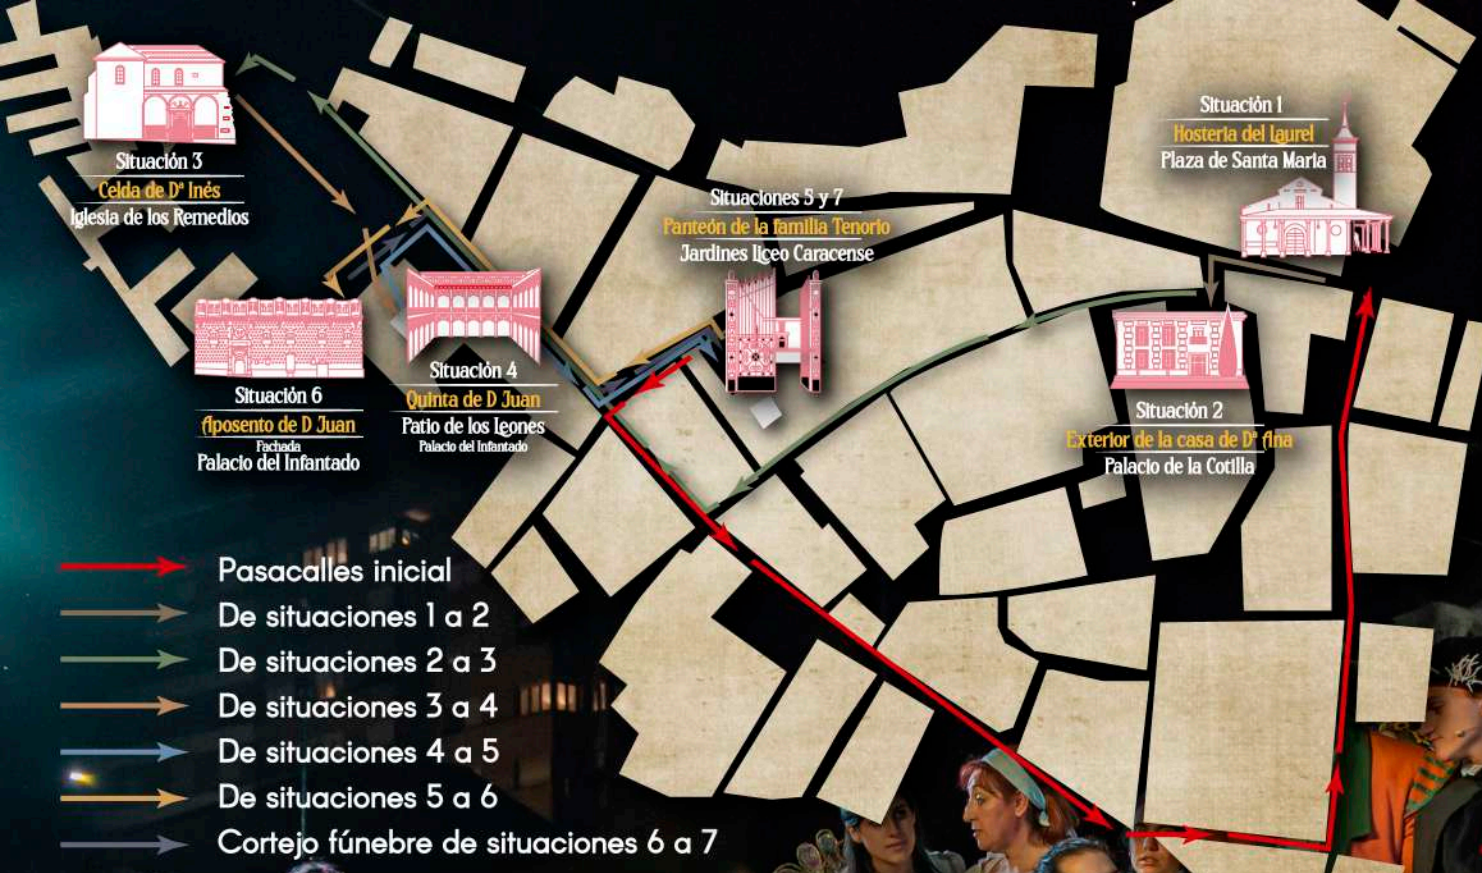 Situación 1
Hostería del Laurel
Plaza de Santa María
Situación 3
Celda de Dª Inés
Iglesia de los Remedios
Situaciones 5 y 7
Panteón de la familia Tenorio
Jardines liceo Caracense
Situación 6
Aposento de D Juan
Fachada
Palacio del Infantado
Situación 4
Quinta de D Juan
Patio de los Leones
Palacio del Infantado
Situación 2
Exterior de la casa de Dª Ana
Palacio de la Cotilla
Pasacalles inicial
De situaciones 1 a 2
De situaciones 2 a 3
De situaciones 3 a 4
De situaciones 4 a 5
De situaciones 5 a 6
Cortejo fúnebre de situaciones 6 a 7